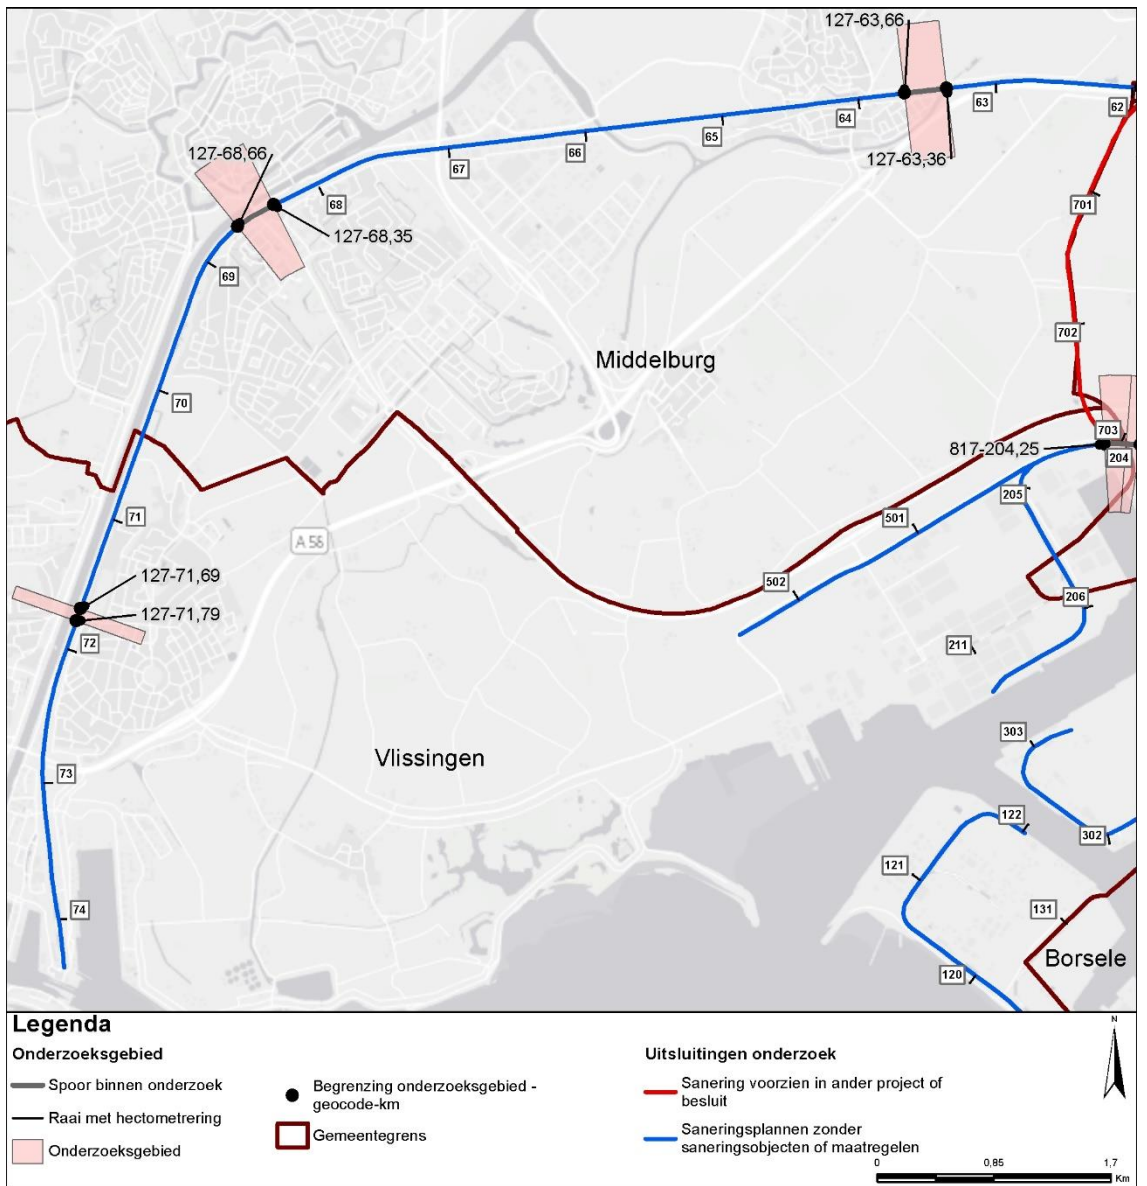 127-63,66
63
62
64
65
66
67
127-63,36
127-68,66
68
127-68,35
69
701
702
Middelburg
70
703
817-204,25
204
205
501
71
A 58
127-71,69
502
206
127-71,79
72
211
303
Vlissingen
73
122
302
121
74
131
Borsele
120
Legenda
Onderzoeksgebied
Spoor binnen onderzoek
Raai met hectometrering
Onderzoeksgebied
Begrenzing onderzoeksgebied -
geocode-km
Gemeentegrens
Uitsluitingen onderzoek
Sanering voorzien in ander project of
besluit
Saneringsplannen zonder
saneringsobjecten of maatregelen
N
0 0,85 1,7
Km